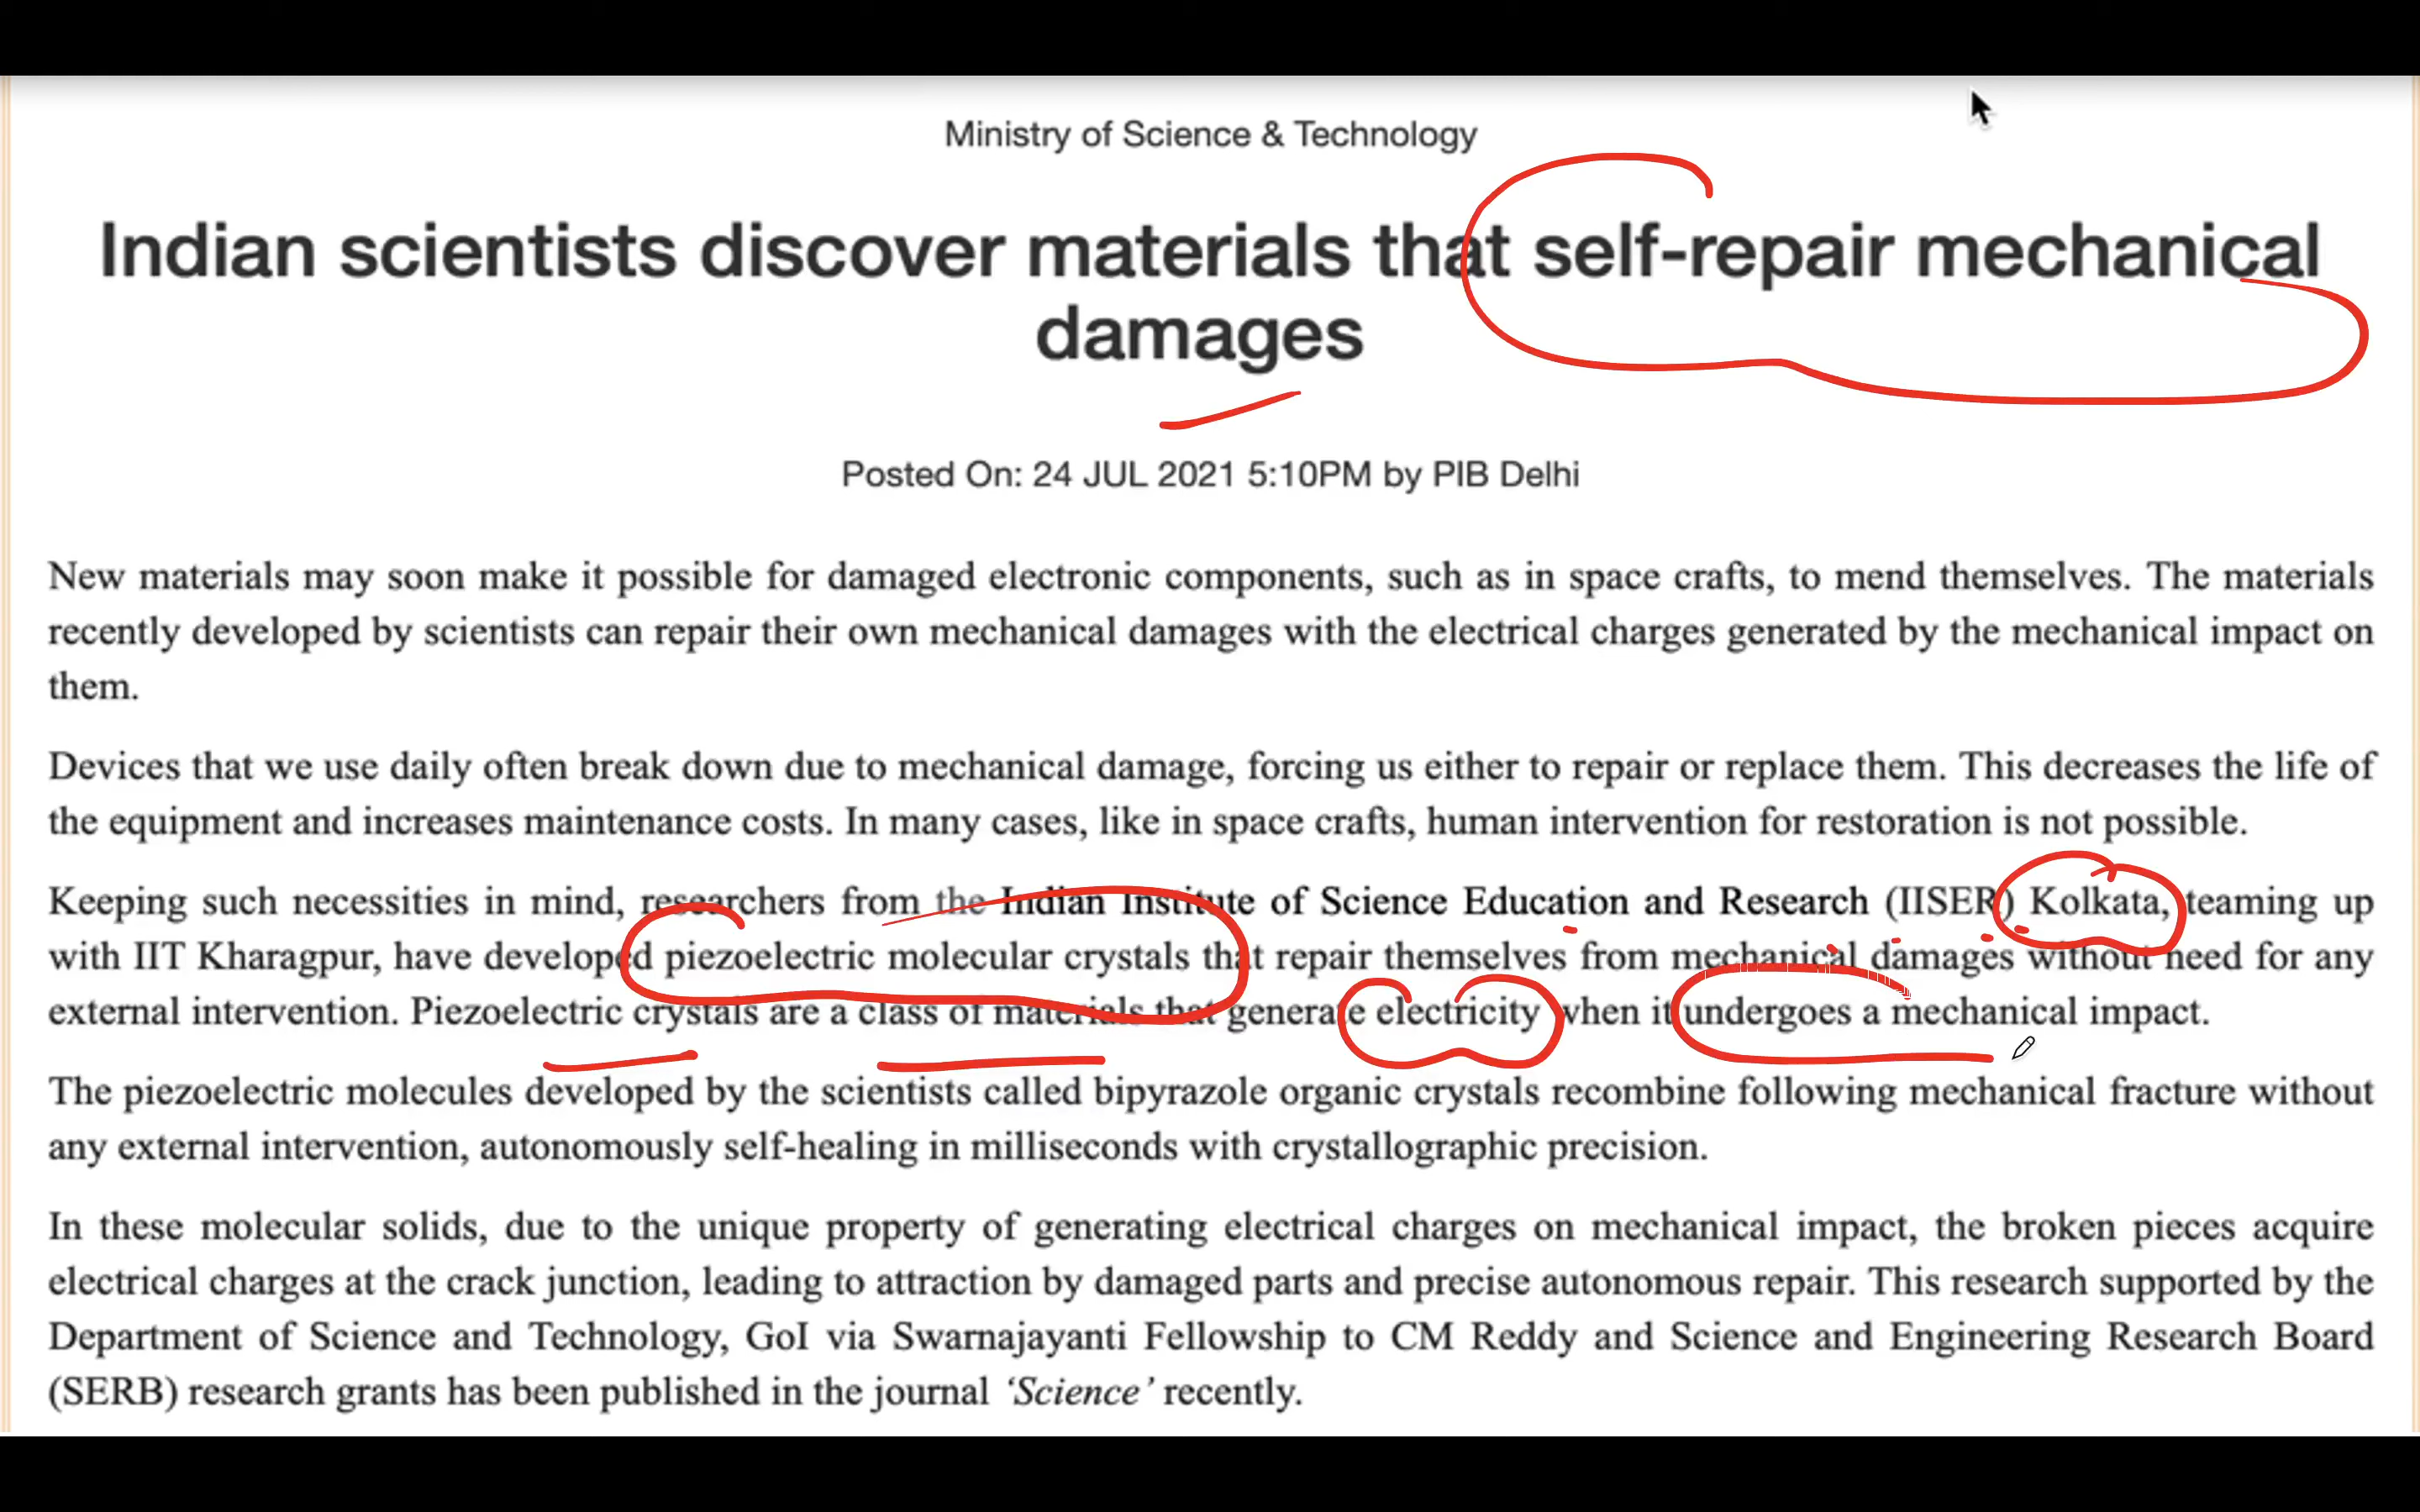 Ministry of Science & Technology
Indian scientists discover materials that self-repair mechanical
damages
Posted On: 24 JUL 2021 5:10PM by PIB Delhi
New materials may soon make it possible for damaged electronic components, such as in space crafts, to mend themselves. The materials
recently developed by scientists can repair their own mechanical damages with the electrical charges generated by the mechanical impact on
them.
Devices that we use daily often break down due to mechanical damage, forcing us either to repair or replace them. This decreases the life of
the equipment and increases maintenance costs. In many cases, like in space crafts, human intervention for restoration is not possible.
Keeping such necessities in mind, researchers from the Indian Institute of Science Education and Research (IISER) Kolkata, teaming up
with IIT Kharagpur, have developed piezoelectric molecular crystals that repair themselves from mechanical damages without need for any
external intervention. Piezoelectric crystals are a class of materials that generate electricity when it undergoes a mechanical impact.
The piezoelectric molecules developed by the scientists called bipyrazole organic crystals recombine following mechanical fracture without
any external intervention, autonomously self-healing in milliseconds with crystallographic precision.
In these molecular solids, due to the unique property of generating electrical charges on mechanical impact, the broken pieces acquire
electrical charges at the crack junction, leading to attraction by damaged parts and precise autonomous repair. This research supported by the
Department of Science and Technology, GoI via Swarnajayanti Fellowship to CM Reddy and Science and Engineering Research Board
(SERB) research grants has been published in the journal ‘Science’ recently.